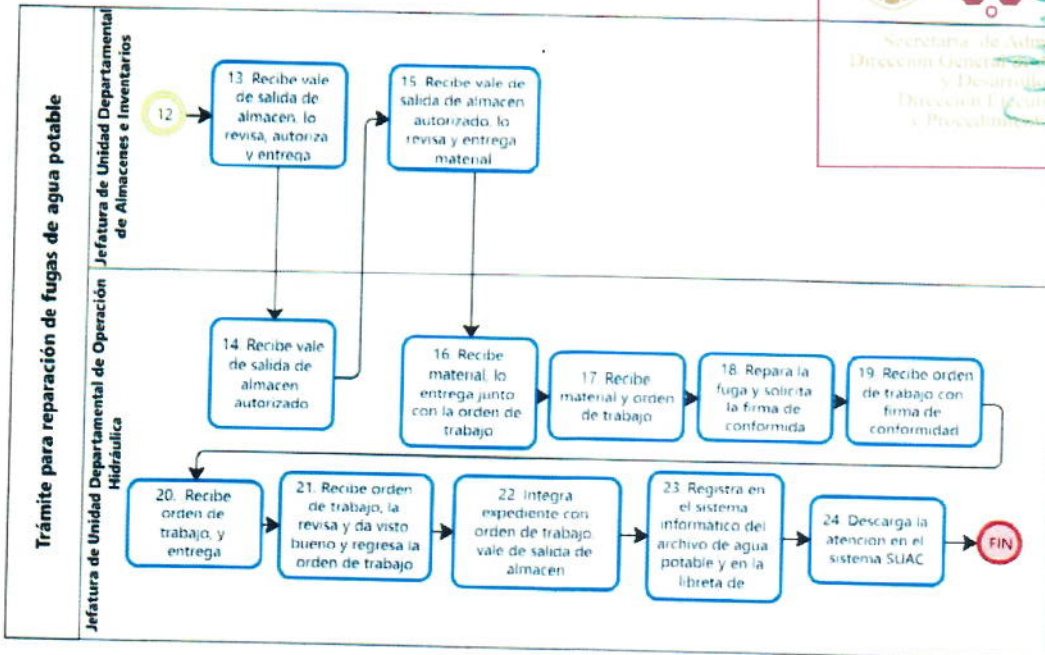 Trámite para reparación de fugas de agua potable
Jefatura de Unidad Departamental
de Almacenes e Inventarios
12
13. Recibe vale
de salida de
almacen, lo
revisa, autoriza
y entrega
15. Recibe vale de
salida de almacen
autorizado, lo
revisa y entrega
material
Secretaría de
Dirección General de
y Desarrollo
Dirección
y
Jefatura de Unidad Departamental de Operación
Hidráulica
14. Recibe vale
de salida de
almacen
autorizado
16. Recibe
material, lo
entrega junto
con la orden de
trabajo
17. Recibe
material y orden
de trabajo
18. Repara la
fuga y solicita
la firma de
conformida
19. Recibe orden
de trabajo con
firma de
conformidad
20. Recibe
orden de
trabajo, y
entrega
21. Recibe orden
de trabajo, la
revisa y da visto
bueno y regresa la
orden de trabajo
22. Integra
expediente con
orden de trabajo,
vale de salida de
almacen
23. Registra en
el sistema
informático del
archivo de agua
potable y en la
libreta de
24. Descarga la
atención en el
sistema SUAC
FIN